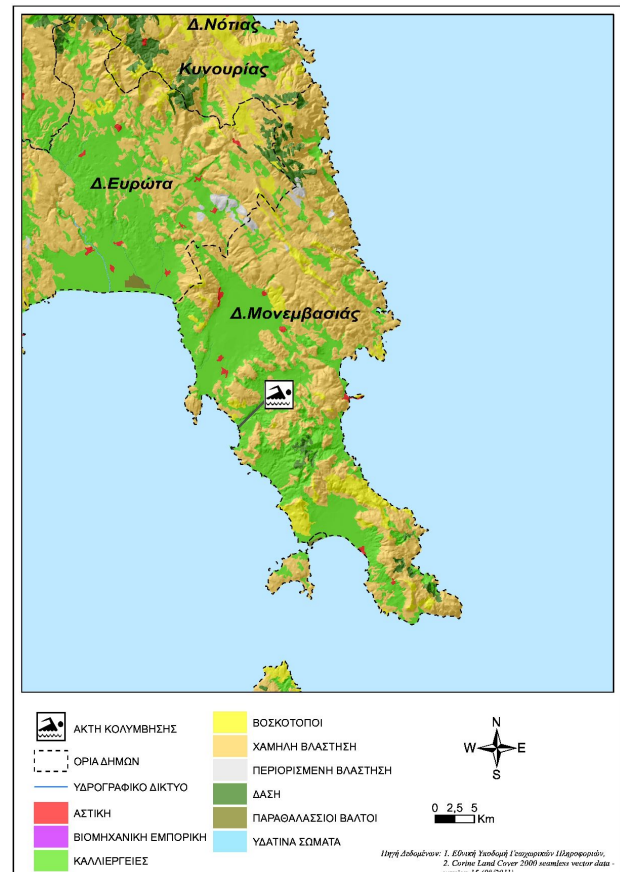 Δ.Νότιας
Κυνουρίας
Δ.Ευρώτα
Δ.Μονεμβασιάς
ΑΚΤΗ ΚΟΛΥΜΒΗΣΗΣ
ΟΡΙΑ ΔΗΜΩΝ
ΥΔΡΟΓΡΑΦΙΚΟ ΔΙΚΤΥΟ
ΑΣΤΙΚΗ
ΒΙΟΜΗΧΑΝΙΚΗ ΕΜΠΟΡΙΚΗ
ΚΑΛΛΙΕΡΓΕΙΕΣ
ΒΟΣΚΟΤΟΠΟΙ
ΧΑΜΗΛΗ ΒΛΑΣΤΗΣΗ
ΠΕΡΙΟΡΙΣΜΕΝΗ ΒΛΑΣΤΗΣΗ
ΔΑΣΗ
ΠΑΡΑΘΑΛΑΣΣΙΟΙ ΒΑΛΤΟΙ
ΥΔΑΤΙΝΑ ΣΩΜΑΤΑ
N
W E
S
0 2,5 5
Km
Πηγή Δεδομένων: 1. Εθνική Υποδομή Γεωχωρικών Πληροφοριών,
2. Corine Land Cover 2000 seamless vector data -